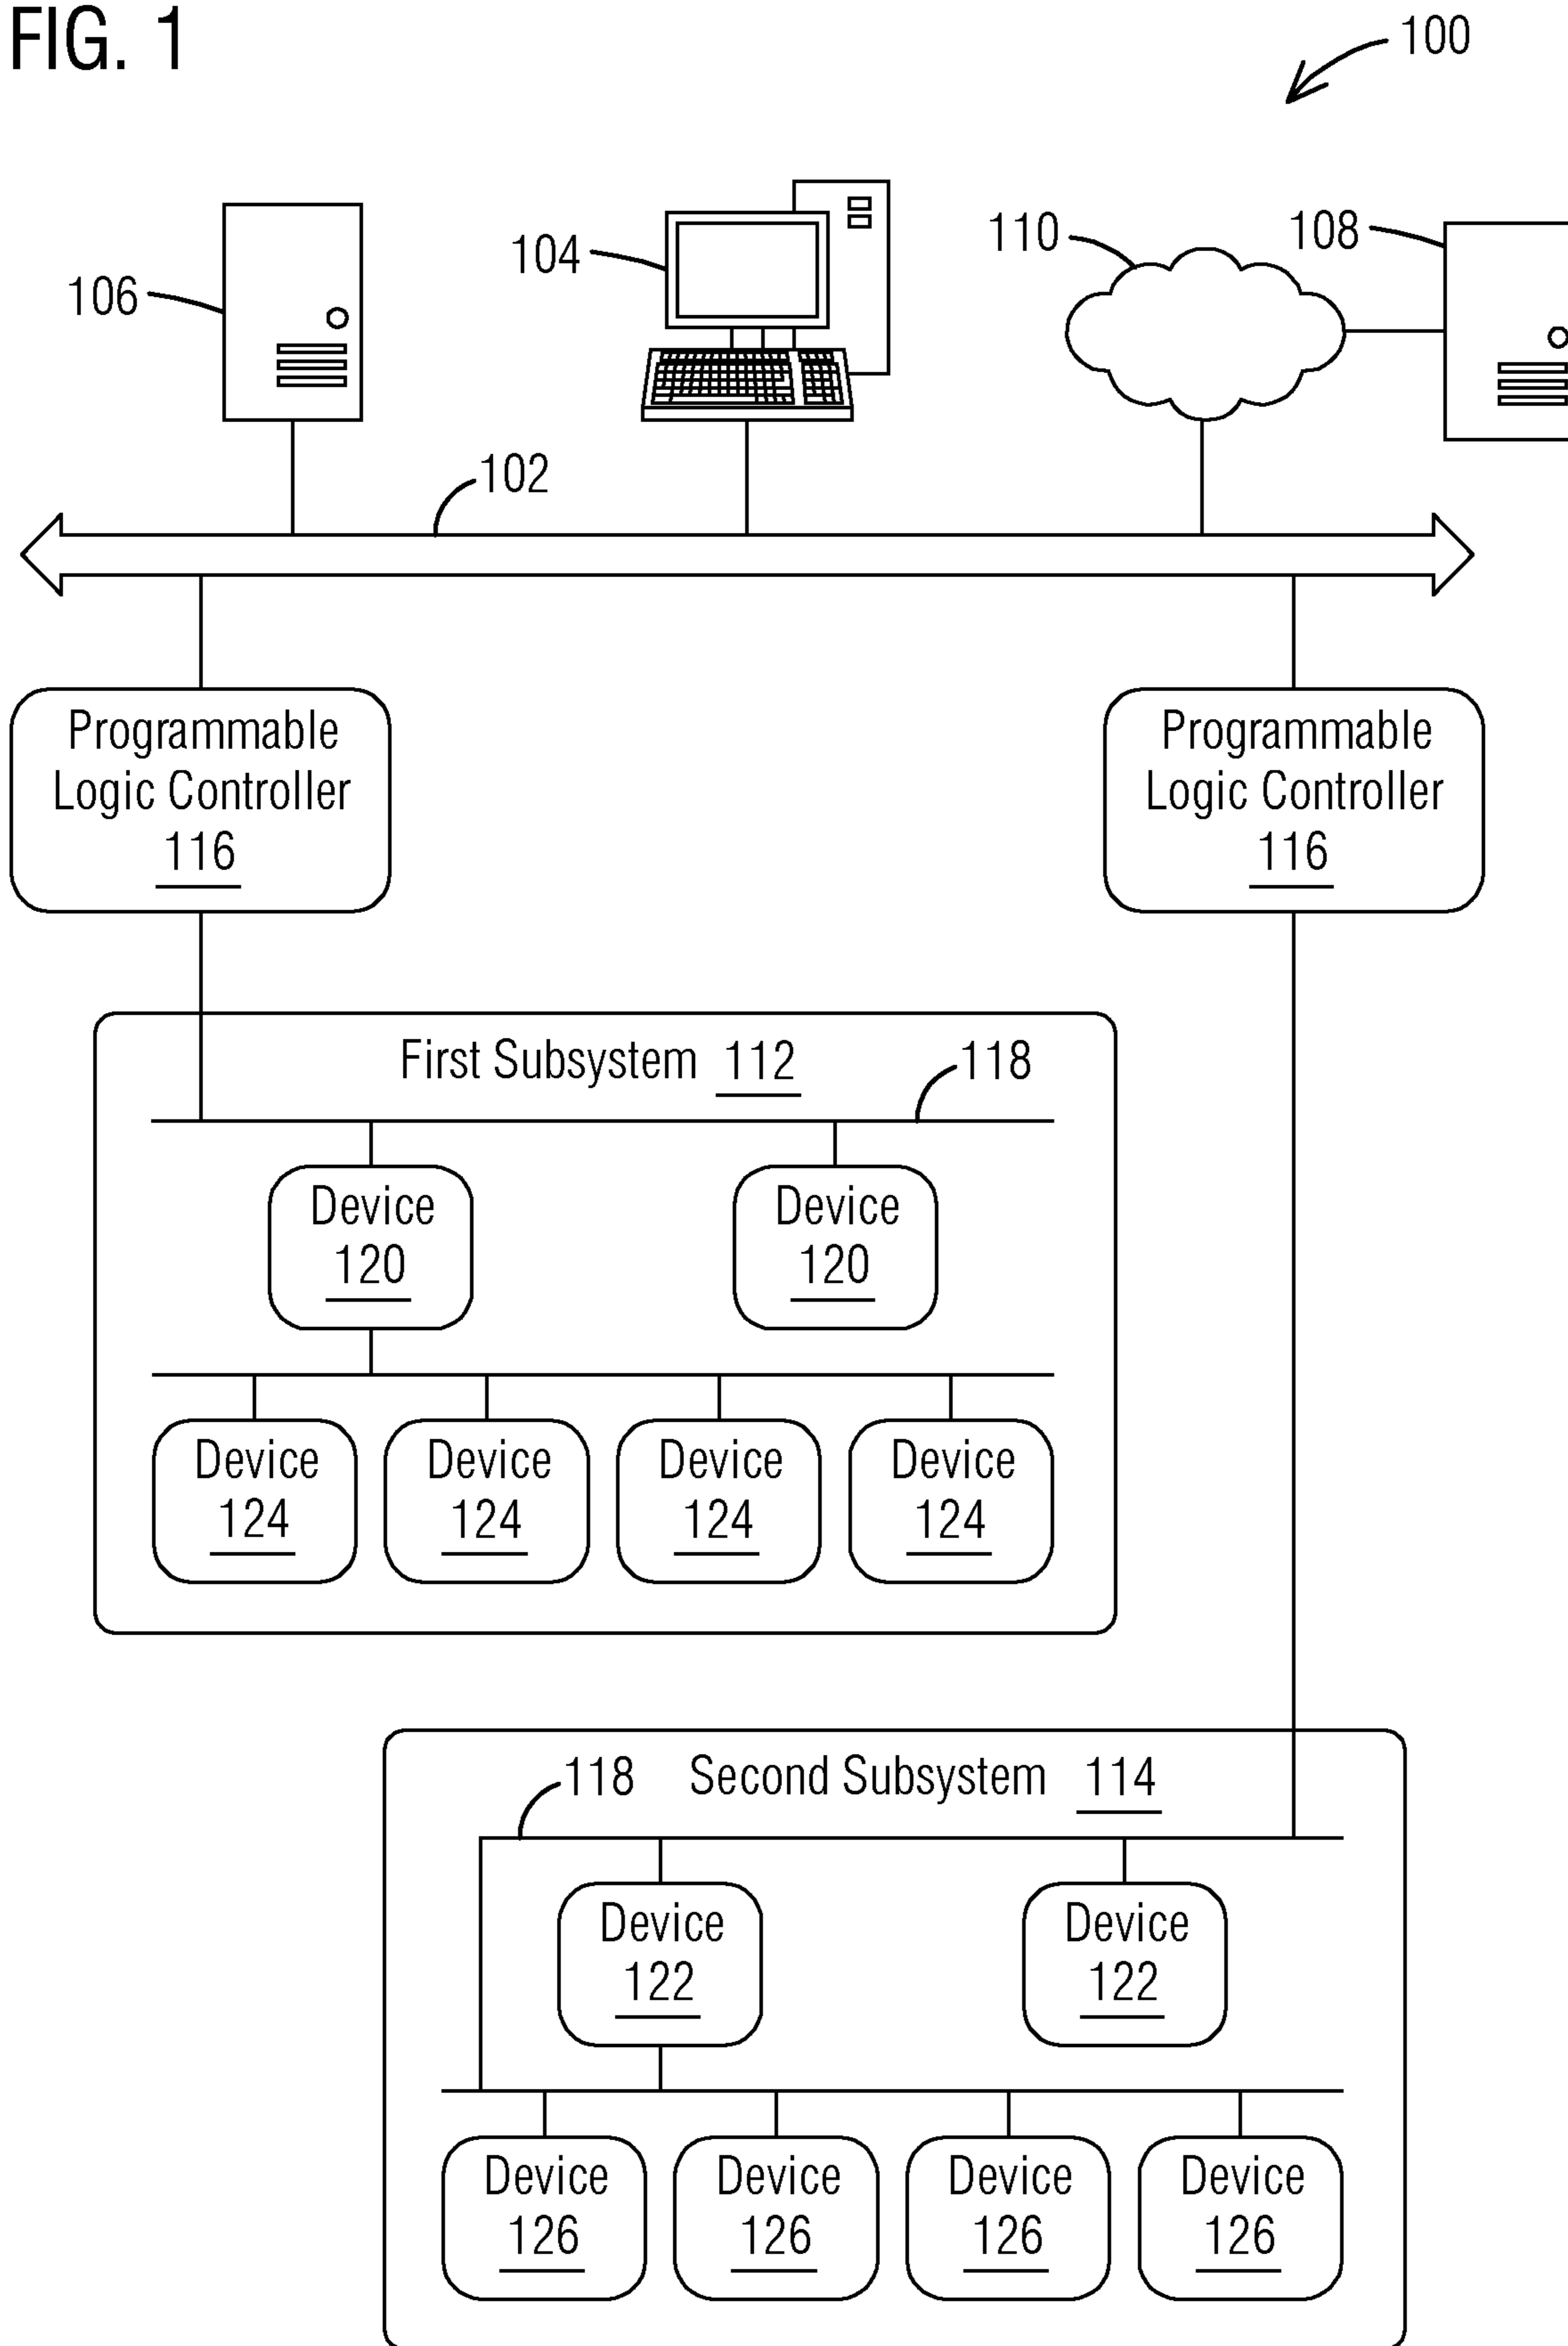 FIG. 1
100
106
104
110
108
102
Programmable
Logic Controller
116
Programmable
Logic Controller
116
First Subsystem 112
118
Device
120
Device
120
Device
124
Device
124
Device
124
Device
124
118
Second Subsystem 114
Device
122
Device
122
Device
126
Device
126
Device
126
Device
126